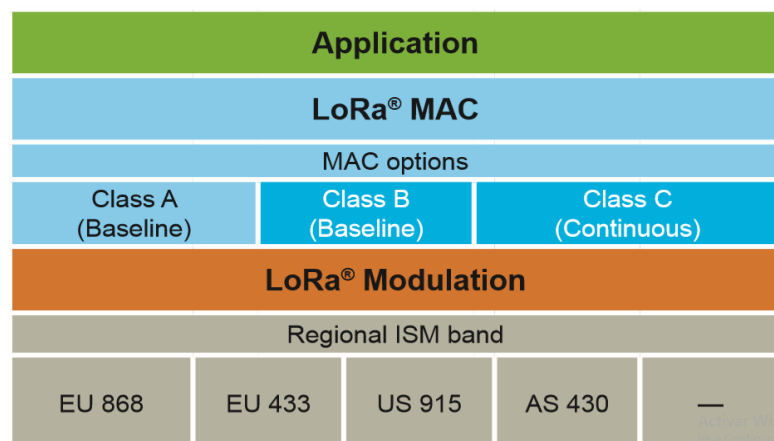 Application
LoRa® MAC
MAC options
Class A
(Baseline)
Class B
(Baseline)
Class C
(Continuous)
LoRa® Modulation
Regional ISM band
EU 868
EU 433
US 915
AS 430
—
Activer W